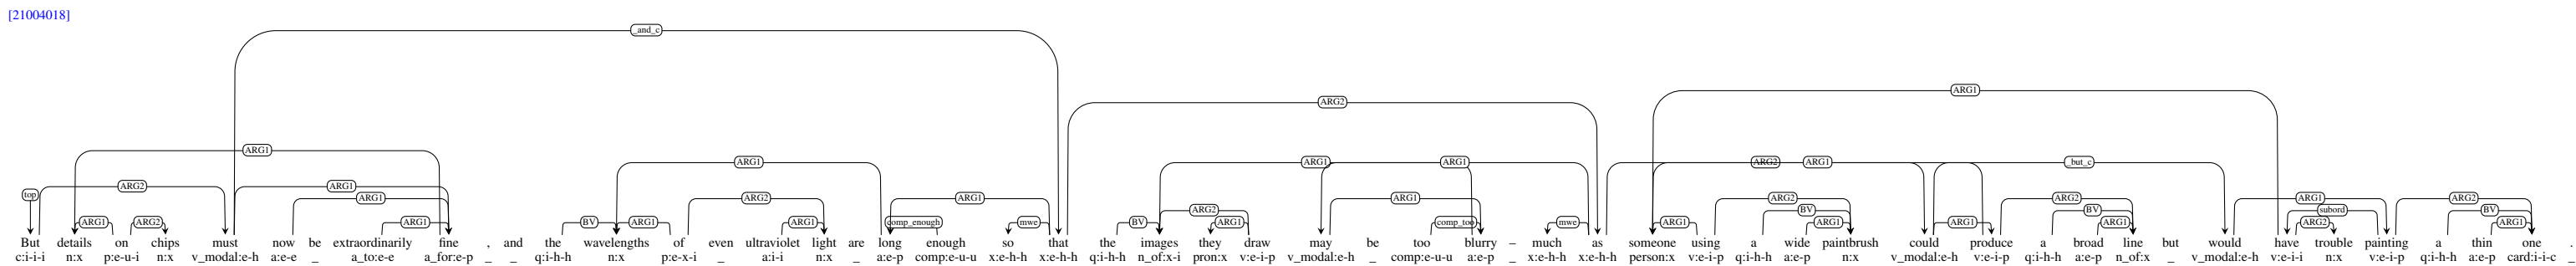 [21004018]
_and_c
ARG1
ARG2
ARG1
ARG1 ARG1 ARG2 ARG1 _but_c
top ARG2 ARG1
ARG1 ARG2 ARG1 ARG1 ARG2 ARG2 ARG1 ARG2
ARG2 BV BV subord BV
ARG1 ARG2 ARG1 BV ARG1 ARG1 comp_enough mwe BV ARG1 comp_too mwe ARG1 ARG1 ARG1 ARG1 ARG2 ARG1
But details on chips must now be extraordinarily fine , and the wavelengths of even ultraviolet light are long enough so that the images they draw may be too blurry – much as someone using a wide paintbrush could produce a broad line but would have trouble painting a thin one .
c:i-i-i n:x p:e-u-i n:x v_modal:e-h a:e-e _ a_to:e-e a_for:e-p _ _ q:i-h-h n:x p:e-x-i _ a:i-i n:x _ a:e-p comp:e-u-u x:e-h-h x:e-h-h q:i-h-h n_of:x-i pron:x v:e-i-p v_modal:e-h _ comp:e-u-u a:e-p _ x:e-h-h x:e-h-h person:x v:e-i-p q:i-h-h a:e-p n:x v_modal:e-h v:e-i-p q:i-h-h a:e-p n_of:x _ v_modal:e-h v:e-i-i n:x v:e-i-p q:i-h-h a:e-p card:i-i-c _